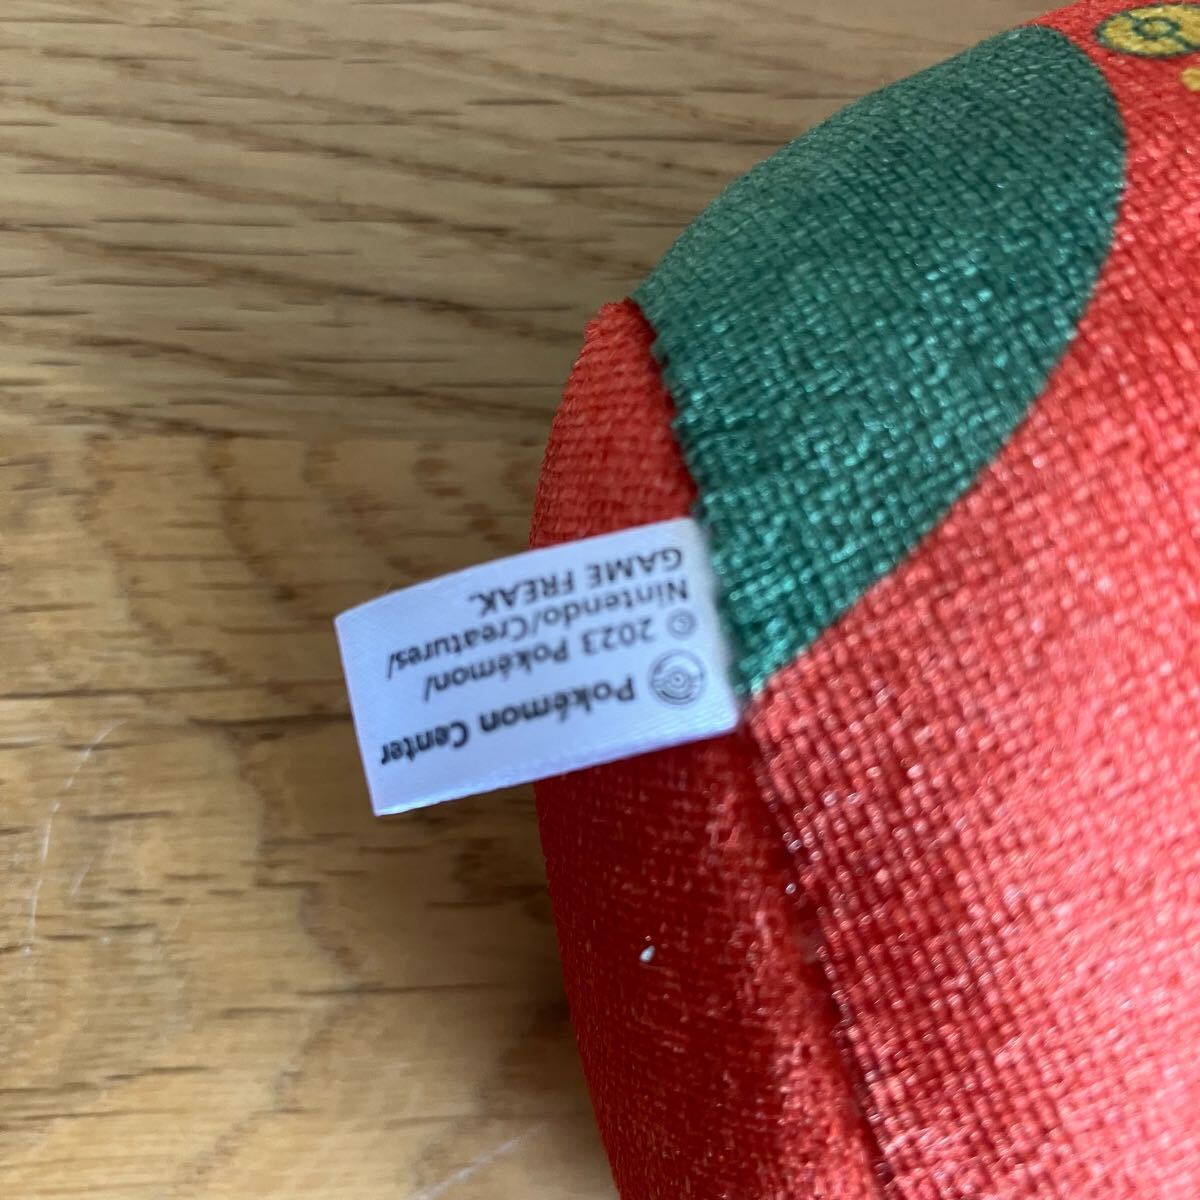 Pokémon Center
© 2023 Pokémon/
Nintendo/Creatures/
GAME FREAK.